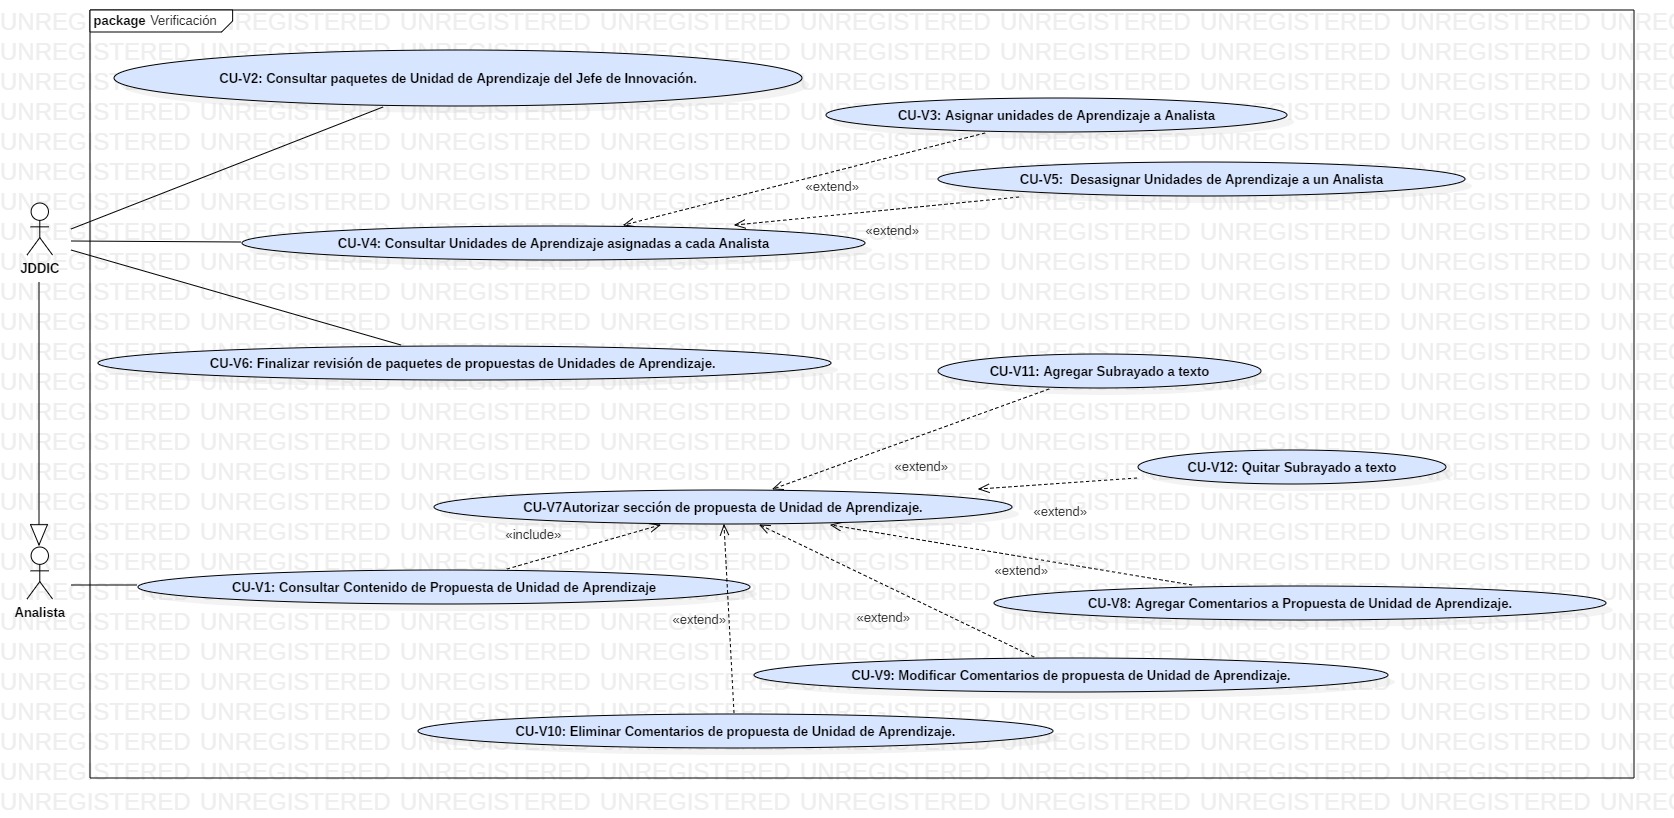 package Verificación
CU-V2: Consultar paquetes de Unidad de Aprendizaje del Jefe de Innovación.
CU-V3: Asignar unidades de Aprendizaje a Analista
CU-V5:  Desasignar Unidades de Aprendizaje a un Analista
«extend»
«extend»
CU-V4: Consultar Unidades de Aprendizaje asignadas a cada Analista
JDDIC
CU-V6: Finalizar revisión de paquetes de propuestas de Unidades de Aprendizaje.
CU-V11: Agregar Subrayado a texto
«extend»
CU-V12: Quitar Subrayado a texto
CU-V7Autorizar sección de propuesta de Unidad de Aprendizaje.
«extend»
«include»
«extend»
CU-V1: Consultar Contenido de Propuesta de Unidad de Aprendizaje
Analista
CU-V8: Agregar Comentarios a Propuesta de Unidad de Aprendizaje.
«extend»
«extend»
CU-V9: Modificar Comentarios de propuesta de Unidad de Aprendizaje.
CU-V10: Eliminar Comentarios de propuesta de Unidad de Aprendizaje.
UNREGISTERED